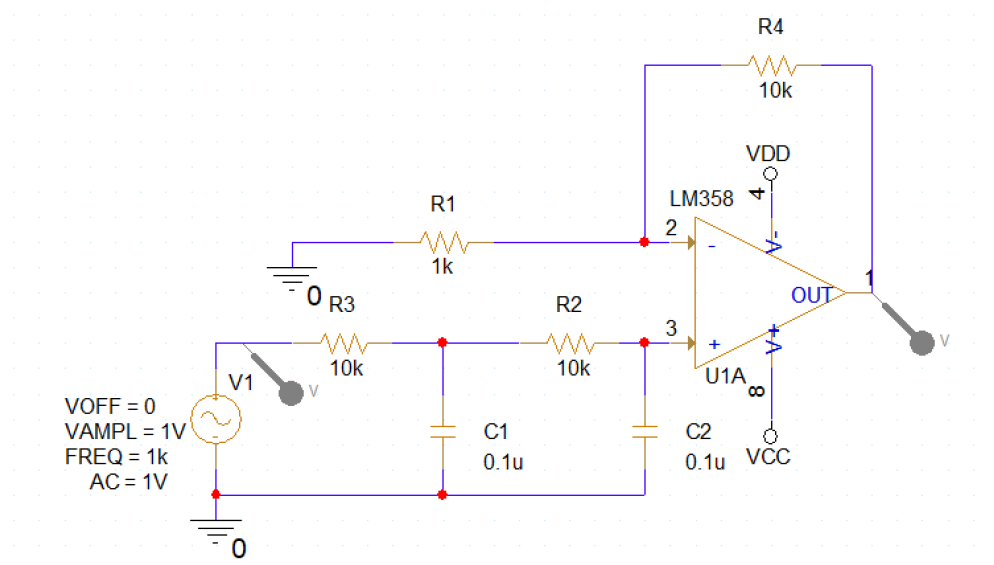 R4
10k
VDD
4
LM358
R1
2
-
V-
1k
1
OUT
0
R3
R2
3
+
V+
V
10k
10k
U1A
8
V1
V
VOFF = 0
VAMPL = 1V
FREQ = 1k
AC = 1V
C1
0.1u
C2
0.1u
VCC
0